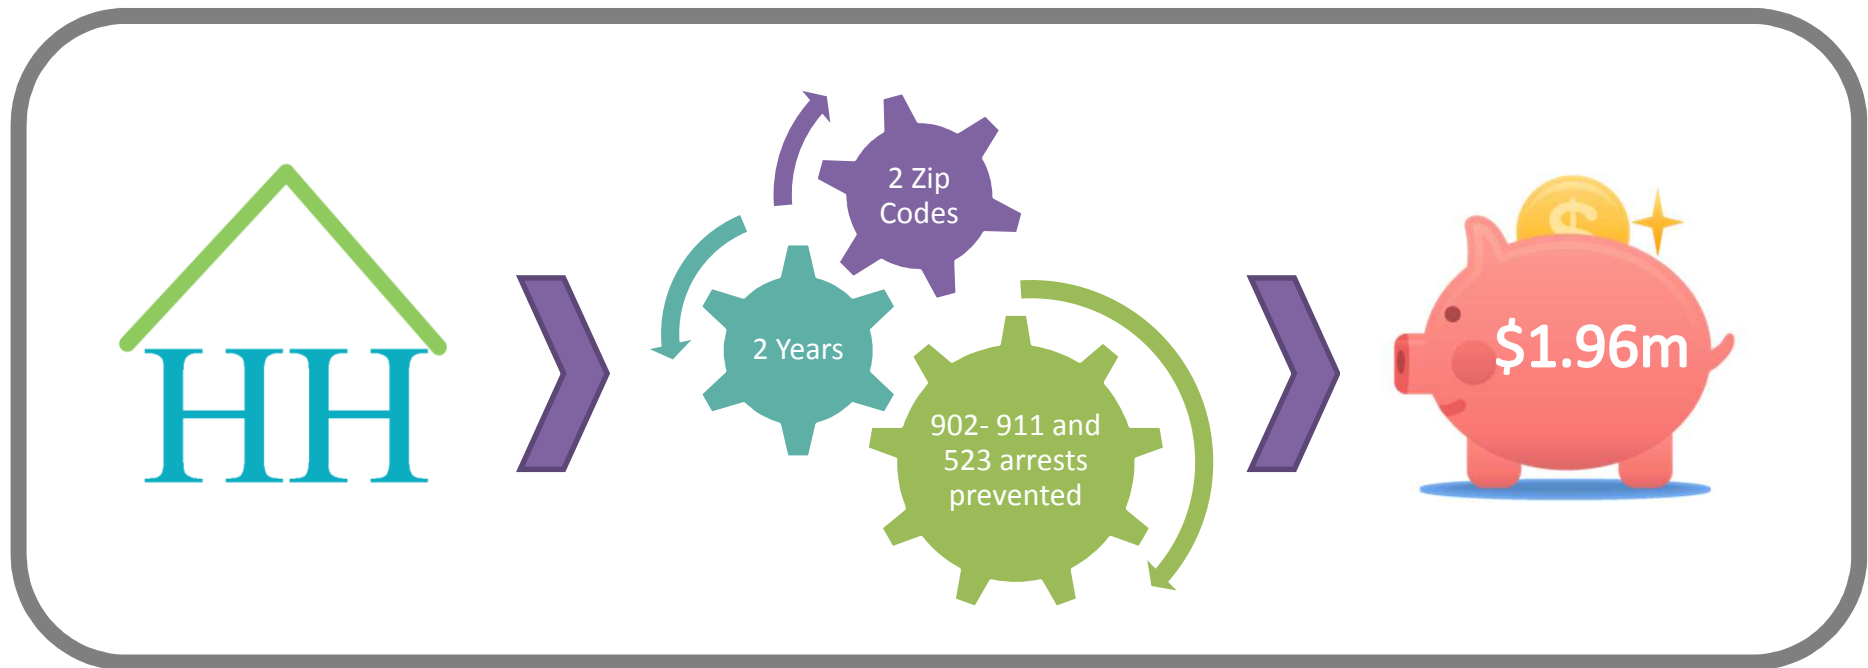 HH
2 Zip
Codes
2 Years
902- 911 and
523 arrests
prevented
$
$1.96m